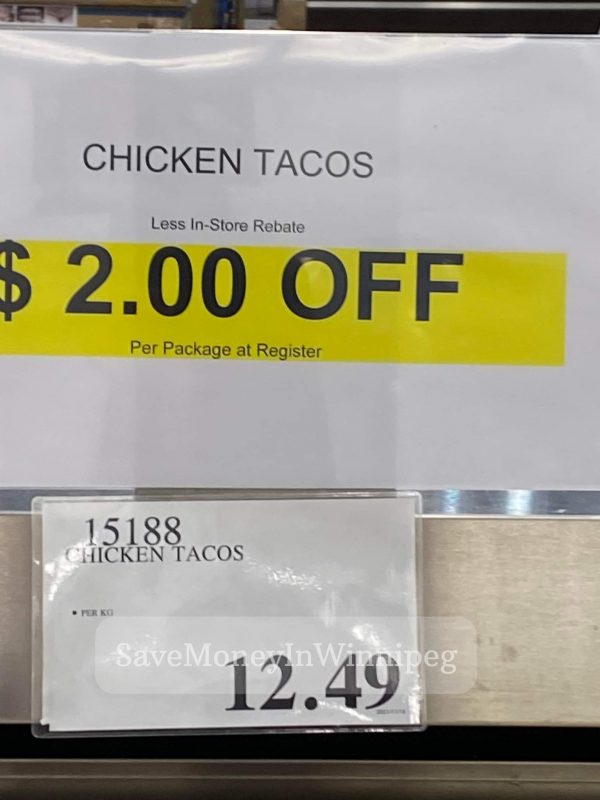 CHICKEN TACOS
Less In-Store Rebate
$ 2.00 OFF
Per Package at Register
15188
CHICKEN TACOS
▪ PER KG
SaveMoneyInWinnipeg
12.49